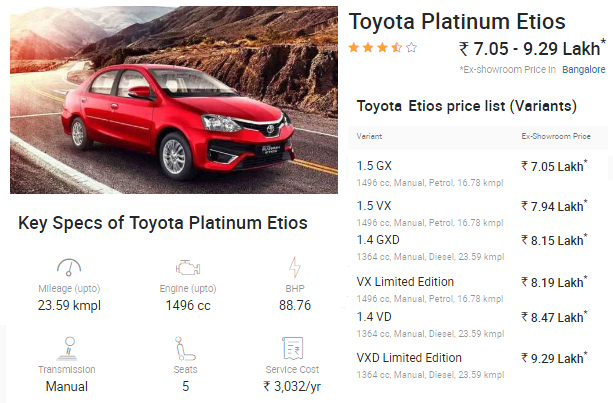 Toyota Platinum Etios
₹ 7.05 - 9.29 Lakh*
*Ex-showroom Price in Bangalore
Toyota Etios price list (Variants)
Variant Ex-Showroom Price
1.5 GX ₹ 7.05 Lakh*
1496 cc, Manual, Petrol, 16.78 kmpl
1.5 VX ₹ 7.94 Lakh*
1496 cc, Manual, Petrol, 16.78 kmpl
1.4 GXD ₹ 8.15 Lakh*
1364 cc, Manual, Diesel, 23.59 kmpl
VX Limited Edition ₹ 8.19 Lakh*
1496 cc, Manual, Petrol, 16.78 kmpl
1.4 VD ₹ 8.47 Lakh*
1364 cc, Manual, Diesel, 23.59 kmpl
VXD Limited Edition ₹ 9.29 Lakh*
1364 cc, Manual, Diesel, 23.59 kmpl
PLATINUM
ETIOS
Key Specs of Toyota Platinum Etios
Mileage (upto) Engine (upto) BHP
23.59 kmpl 1496 cc 88.76
Transmission Seats Service Cost
Manual 5 ₹ 3,032/yr